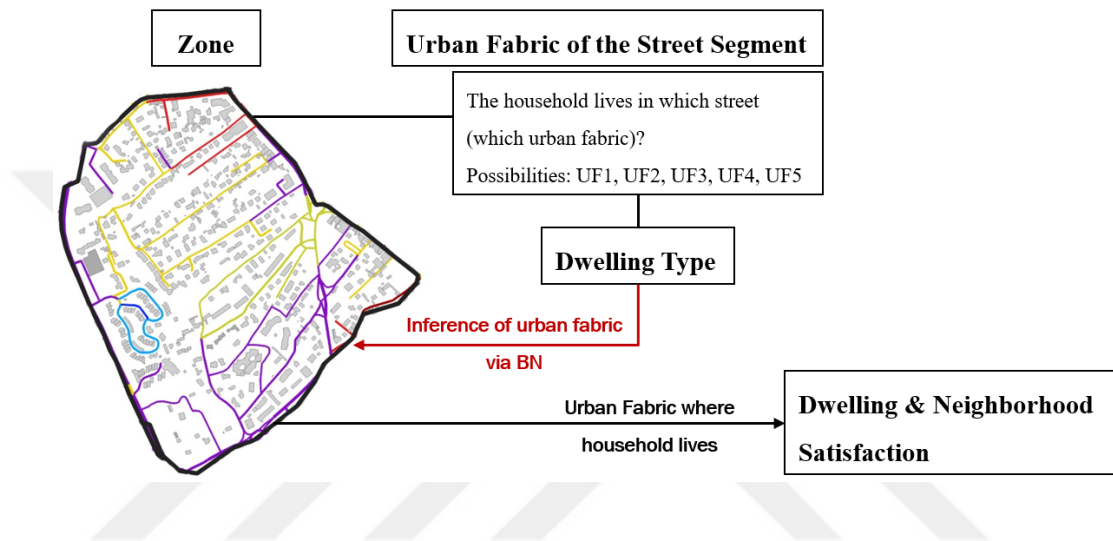 Zone
Urban Fabric of the Street Segment
The household lives in which street
(which urban fabric)?
Possibilities: UF1, UF2, UF3, UF4, UF5
Dwelling Type
Inference of urban fabric
via BN
Urban Fabric where
household lives
Dwelling & Neighborhood
Satisfaction